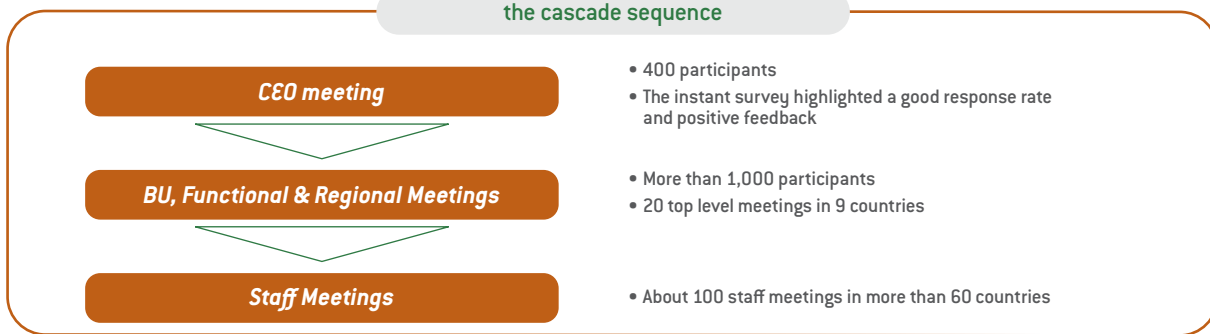 the cascade sequence
CEO meeting
• 400 participants
• The instant survey highlighted a good response rate
and positive feedback
BU, Functional & Regional Meetings
• More than 1,000 participants
• 20 top level meetings in 9 countries
Staff Meetings
• About 100 staff meetings in more than 60 countries